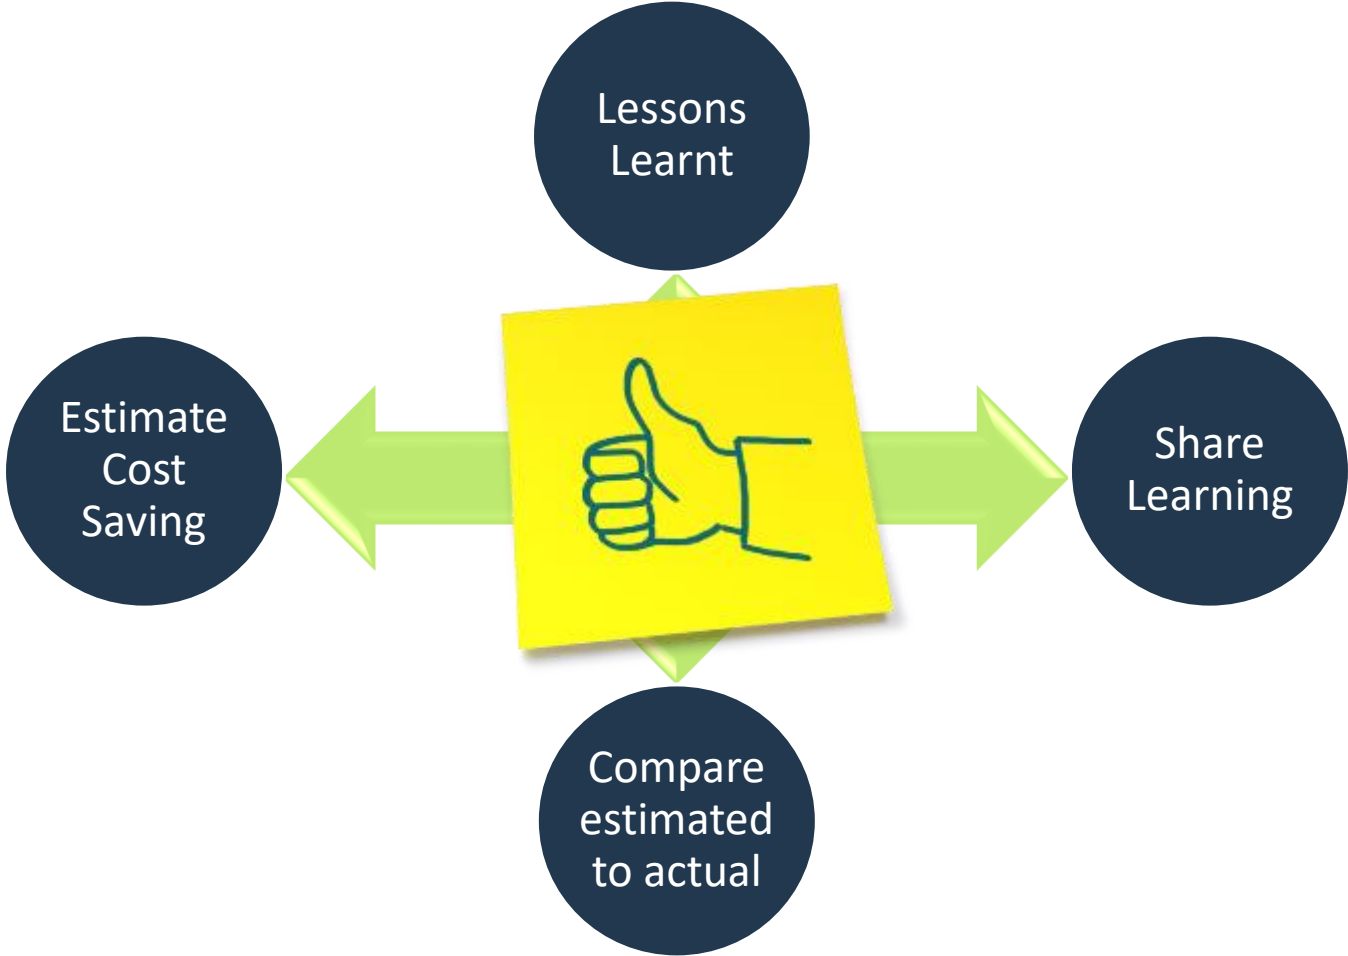 Lessons
Learnt
Estimate
Cost
Saving
Share
Learning
Compare
estimated
to actual